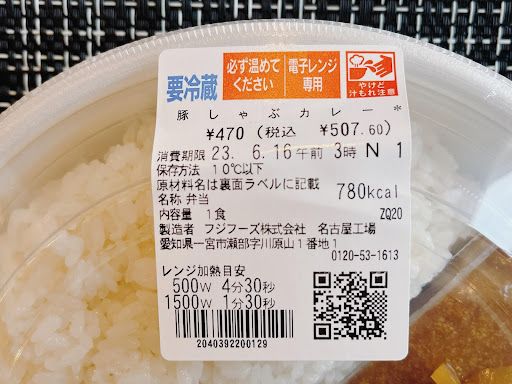 要冷蔵
必ず温めて
ください
電子レンジ
専用
やけど
汁もれ注意
豚しゃぶカレー*
¥470(税込 ¥507.60)
消費期限 23. 6.16午前 3時 N 1
保存方法 10℃以下
原材料名は裏面ラベルに記載 780kcal
名称 弁当
内容量 1食 ZQ20
製造者 フジフーズ株式会社 名古屋工場
愛知県一宮市瀬部字川原山1番地1
0120-53-1613
レンジ加熱目安
500W 4分30秒
1500W 1分30秒
2040392200129